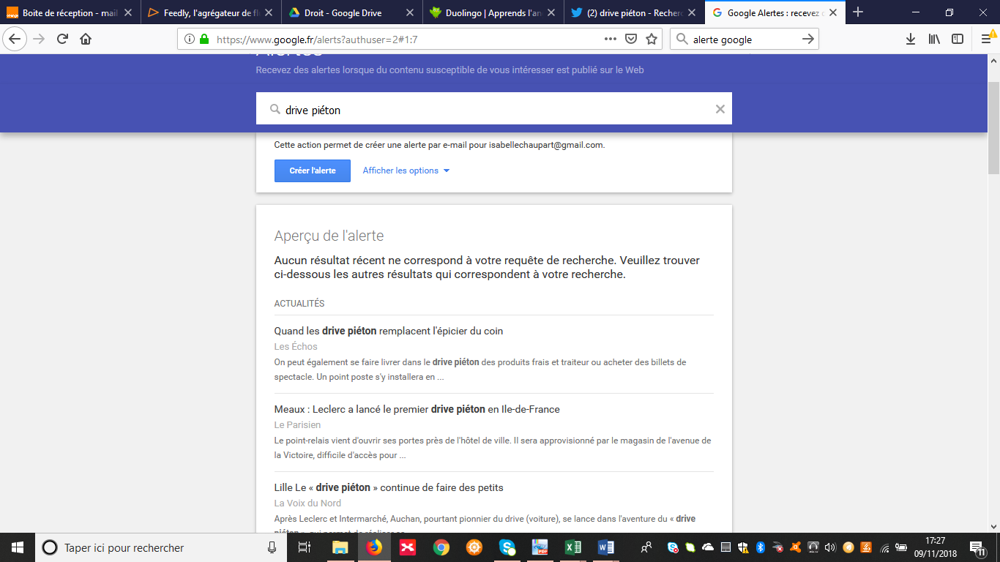 Boite de réception - mail
Feedly, l'agrégateur de fl
Droit - Google Drive
Duolingo | Apprends l'an
(2) drive piéton - Recherc
Google Alertes : recevez d
https://www.google.fr/alerts?authuser=2#1:7
alerte google
Alertes
Recevez des alertes lorsque du contenu susceptible de vous intéresser est publié sur le Web
drive piéton
Cette action permet de créer une alerte par e-mail pour isabellechaupart@gmail.com.
Créer l'alerte
Afficher les options
Aperçu de l'alerte
Aucun résultat récent ne correspond à votre requête de recherche. Veuillez trouver
ci-dessous les autres résultats qui correspondent à votre recherche.
ACTUALITÉS
Quand les drive piéton remplacent l'épicier du coin
Les Échos
On peut également se faire livrer dans le drive piéton des produits frais et traiteur ou acheter des billets de
spectacle. Un point poste s'y installera en ...
Meaux : Leclerc a lancé le premier drive piéton en Ile-de-France
Le Parisien
Le point-relais vient d'ouvrir ses portes près de l'hôtel de ville. Il sera approvisionné par le magasin de l'avenue de
la Victoire, difficile d'accès pour ...
Lille Le « drive piéton » continue de faire des petits
La Voix du Nord
Après Leclerc et Intermarché, Auchan, pourtant pionnier du drive (voiture), se lance dans l'aventure du « drive
Taper ici pour rechercher
17:27
09/11/2018
11